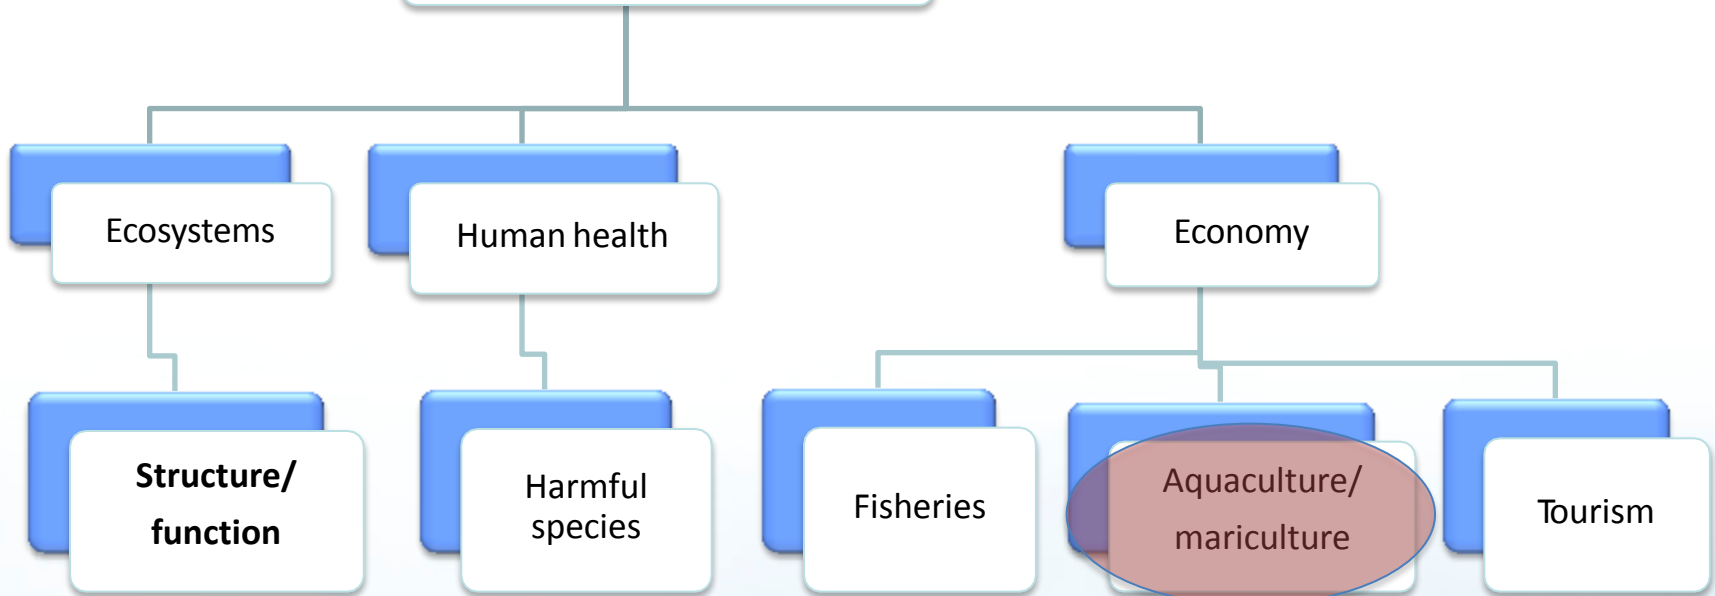 Ecosystems
Human health
Economy
Structure/
function
Harmful
species
Fisheries
Aquaculture/
mariculture
Tourism